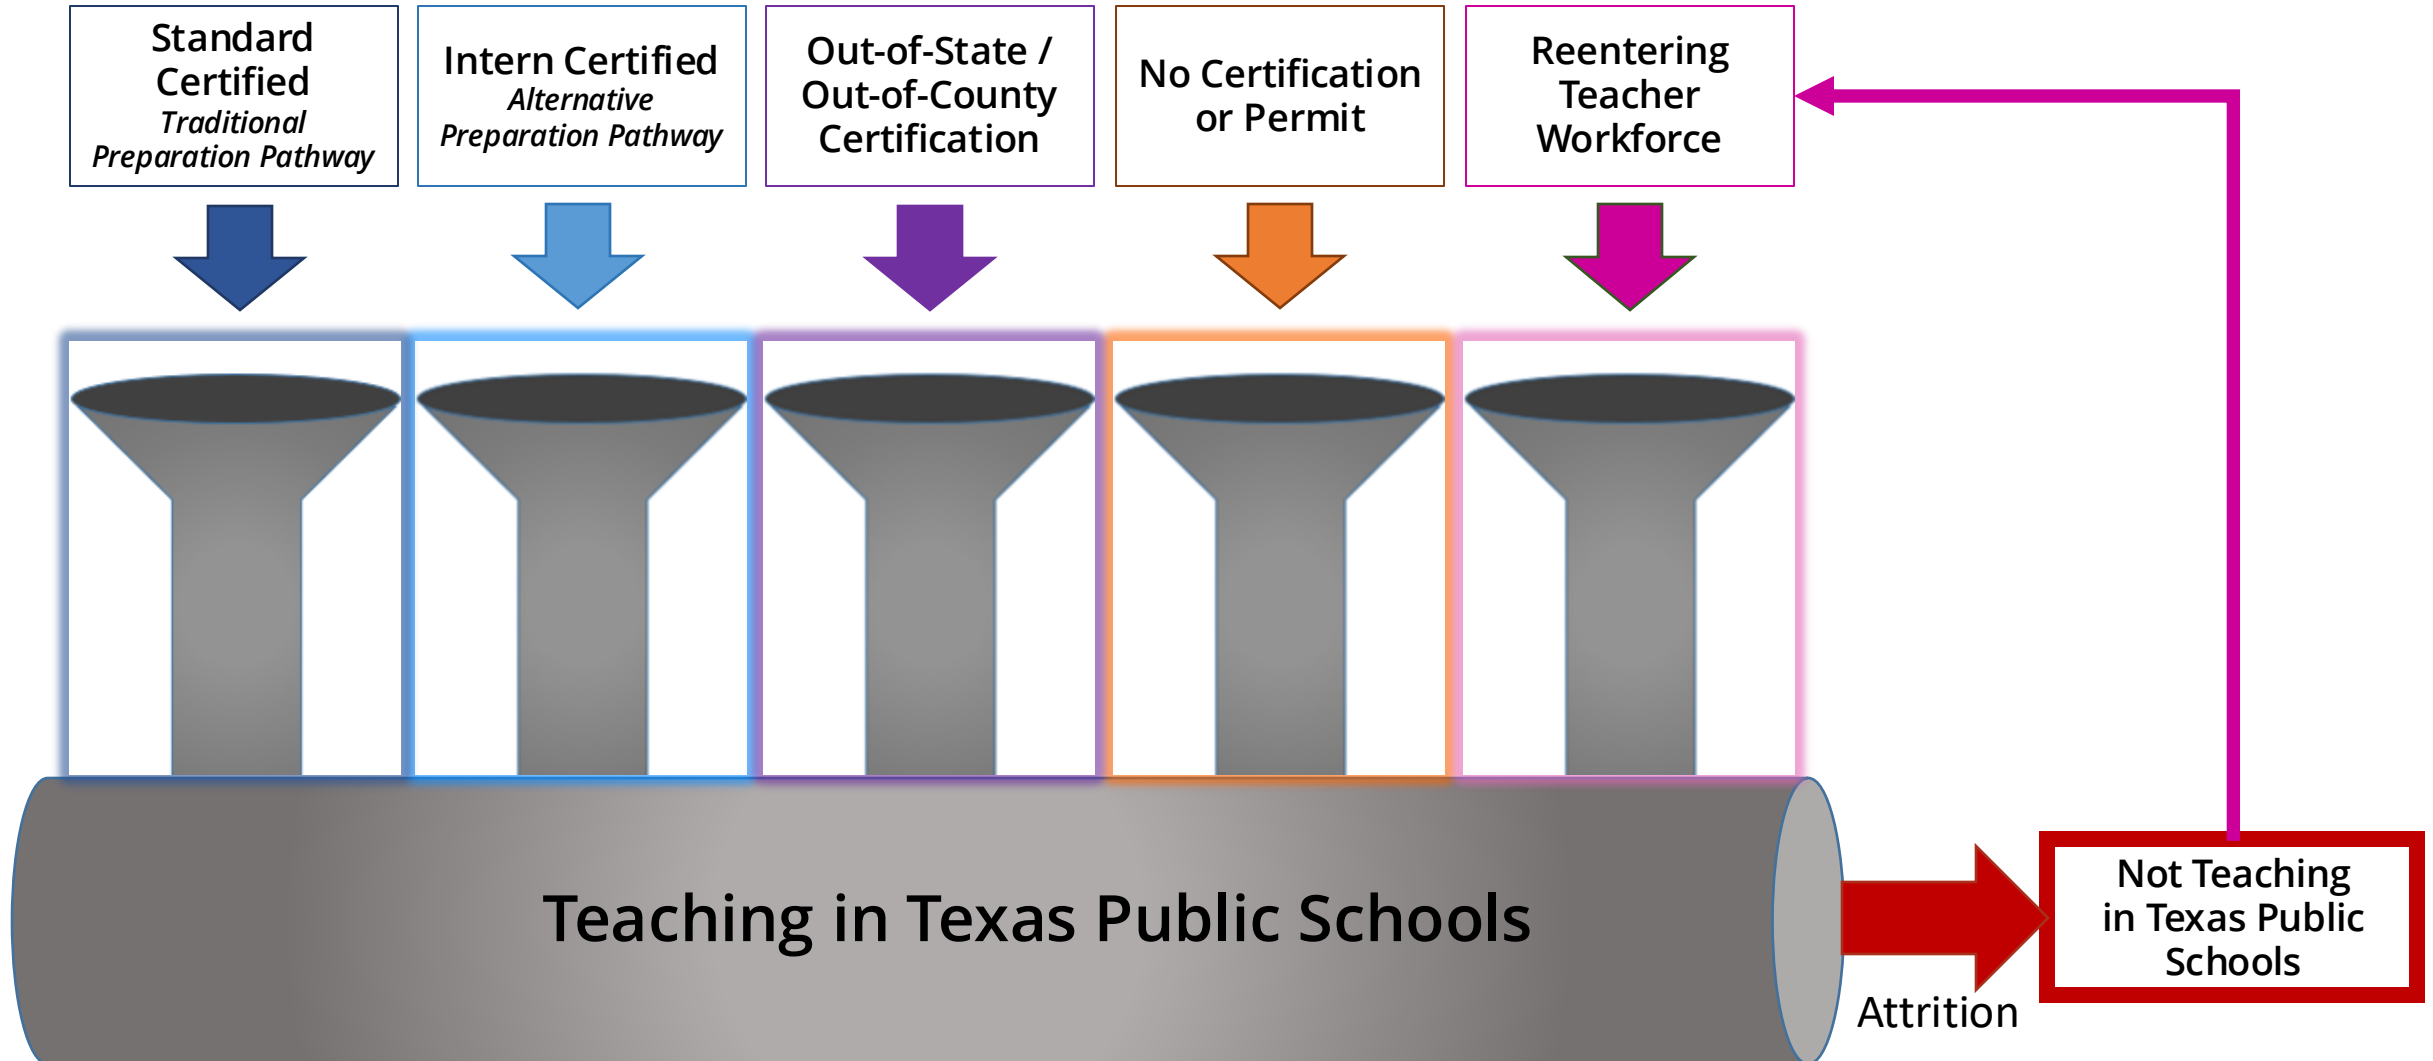 Standard
Certified
Traditional
Preparation Pathway
Intern Certified
Alternative
Preparation Pathway
Out-of-State /
Out-of-County
Certification
No Certification
or Permit
Reentering
Teacher
Workforce
Teaching in Texas Public Schools
Attrition
Not Teaching
in Texas Public
Schools